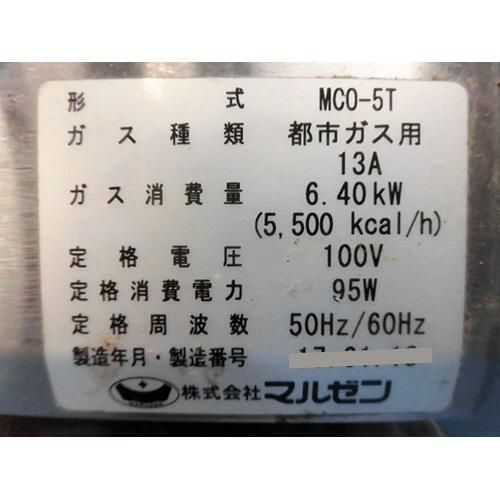 形式 MCO-5T
ガス種類 都市ガス用
13A
ガス消費量 6.40kW
(5,500 kcal/h)
定格電圧 100V
定格消費電力 95W
定格周波数 50Hz/60Hz
製造年月・製造番号
株式会社マルゼン